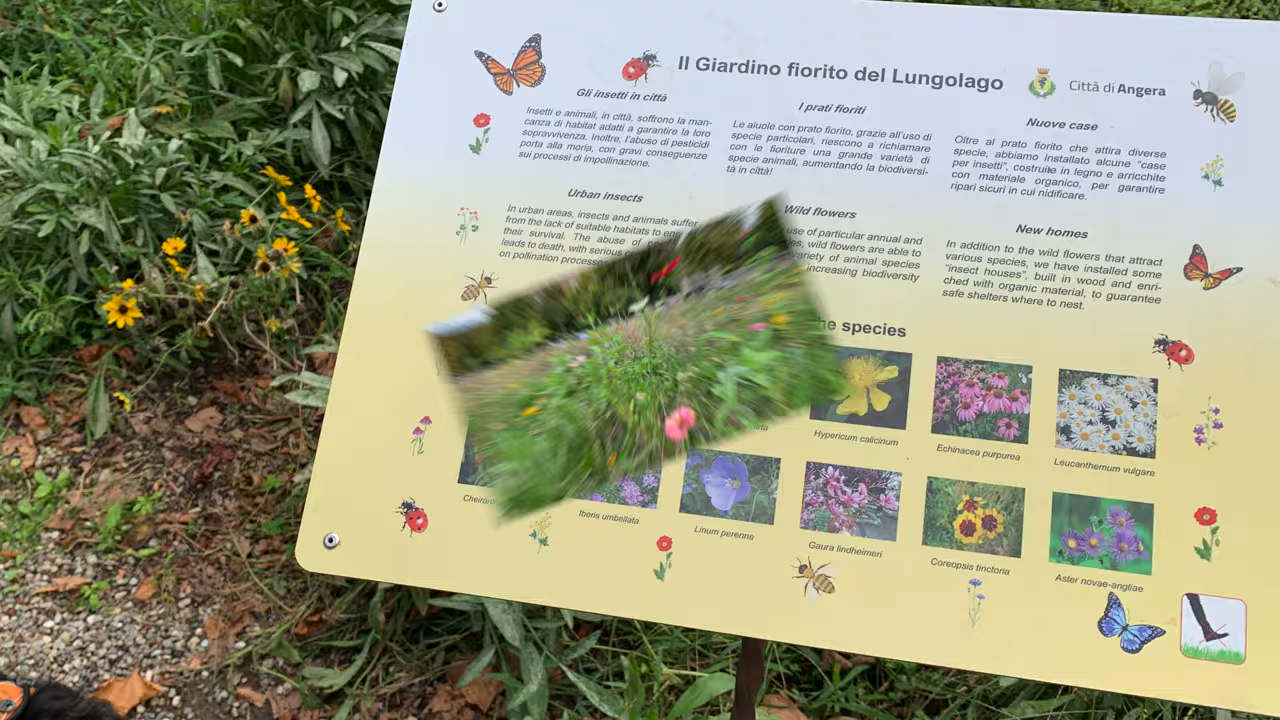 Il Giardino fiorito del Lungolago
Città di Angera
Gli insetti in città
Insetti e animali, in città, soffrono la man-
canza di habitat adatti a garantire la loro
sopravvivenza. Inoltre, l'abuso di pesticidi
porta alla moria, con gravi conseguenze
sui processi di impollinazione.
I prati fioriti
Le aiuole con prato fiorito, grazie all'uso di
specie particolari, riescono a richiamare
con le fioriture una grande varietà di
specie animali, aumentando la biodiversi-
tà in città!
Nuove case
Oltre al prato fiorito che attira diverse
specie, abbiamo installato alcune "case
per insetti", costruite in legno e arricchite
con materiale organico, per garantire
ripari sicuri in cui nidificare.
Urban insects
In urban areas, insects and animals suffer
from the lack of suitable habitats to
their survival. The abuse of
leads to death, with serious
on pollination
Wild flowers
use of particular annual and
wild flowers are able to
variety of animal species
increasing biodiversity
New homes
In addition to the wild flowers that attract
various species, we have installed some
"insect houses", built in wood and enri-
ched with organic material, to guarantee
safe shelters where to nest.
the species
Hypericum calicinum
Echinacea purpurea
Leucanthemum vulgare
Iberis umbellata
Linum perenne
Gaura lindheimeri
Coreopsis tinctoria
Aster novae-angliae